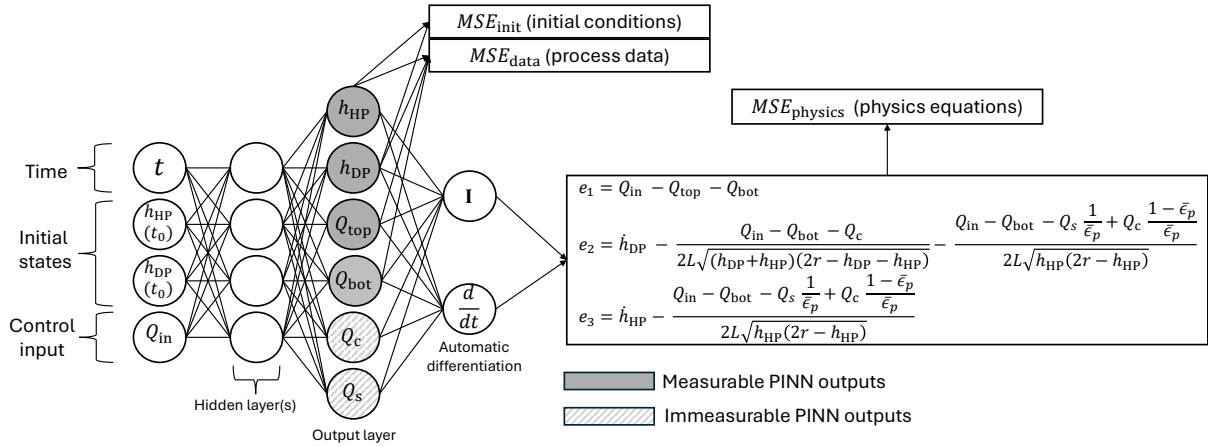 MSE_init (initial conditions)
MSE_data (process data)
MSE_physics (physics equations)
Time
Initial
states
Control
input
t
h_HP
(t_0)
h_DP
(t_0)
Q_in
Hidden layer(s)
h_HP
h_DP
Q_top
Q_bot
Q_c
Q_s
Output layer
I
d/dt
Automatic
differentiation
e_1 = Q_in − Q_top − Q_bot
e_2 = ḣ_DP − (Q_in − Q_bot − Q_c)/(2L√((h_DP+h_HP)(2r − h_DP − h_HP))) − (Q_in − Q_bot − Q_s 1/ε̄_p + Q_c (1 − ε̄_p)/ε̄_p)/(2L√(h_HP(2r − h_HP)))
e_3 = ḣ_HP − (Q_in − Q_bot − Q_s 1/ε̄_p + Q_c (1 − ε̄_p)/ε̄_p)/(2L√(h_HP(2r − h_HP)))
Measurable PINN outputs
Immeasurable PINN outputs